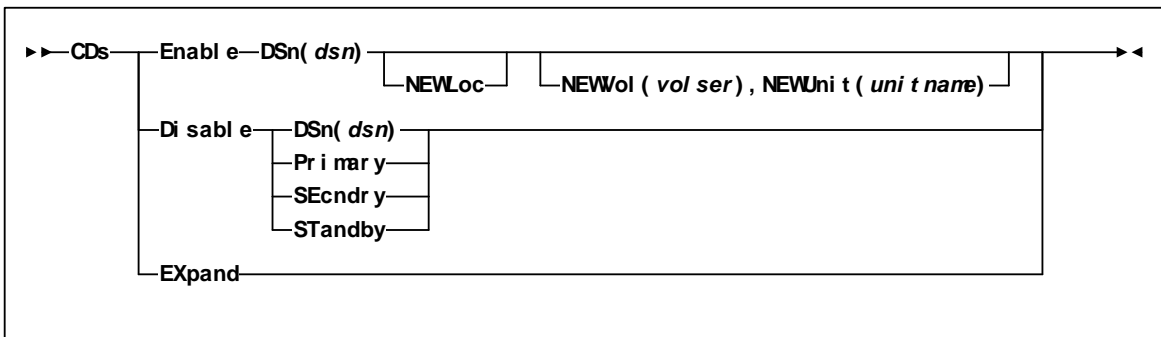 CDs Enable DSn(dsn)
NEWLoc NEWVol(volser),NEWUnit(unitname)
Disable DSn(dsn)
Primary
SEcndry
STandby
EXpand